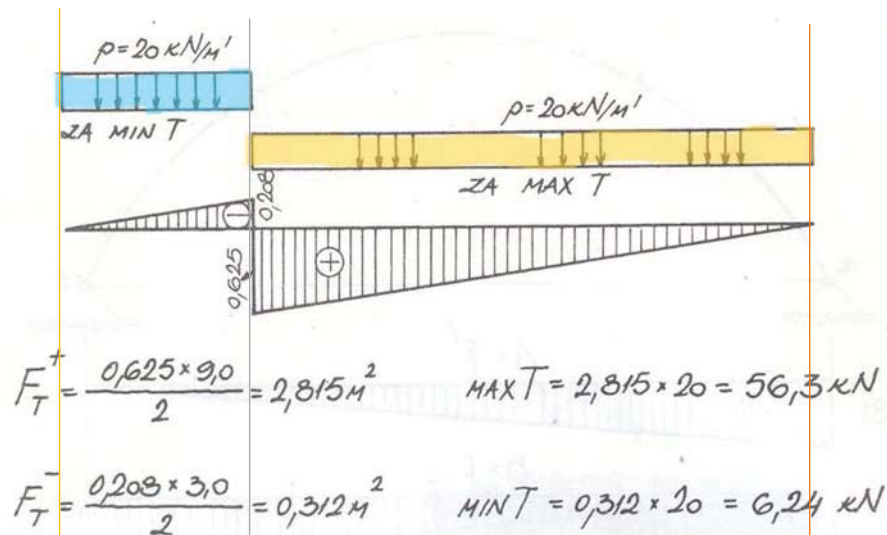 p=20 kN/m'
ZA MIN T
p=20 kN/m'
ZA MAX T
0,208
−
0,625
+
F_T^+ = 0,625 × 9,0 / 2 = 2,815 m² MAX T = 2,815 × 20 = 56,3 kN
F_T^- = 0,208 × 3,0 / 2 = 0,312 m² MIN T = 0,312 × 20 = 6,24 kN